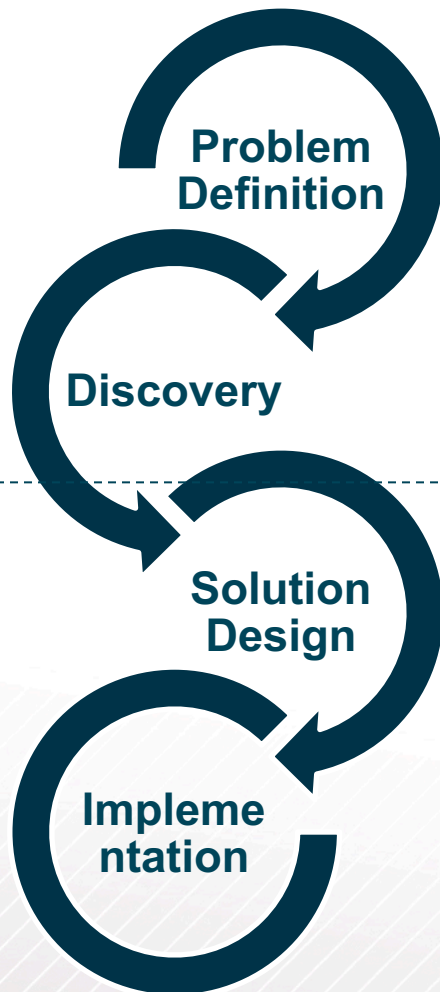 Problem
Definition
Discovery
Solution
Design
Impleme
ntation